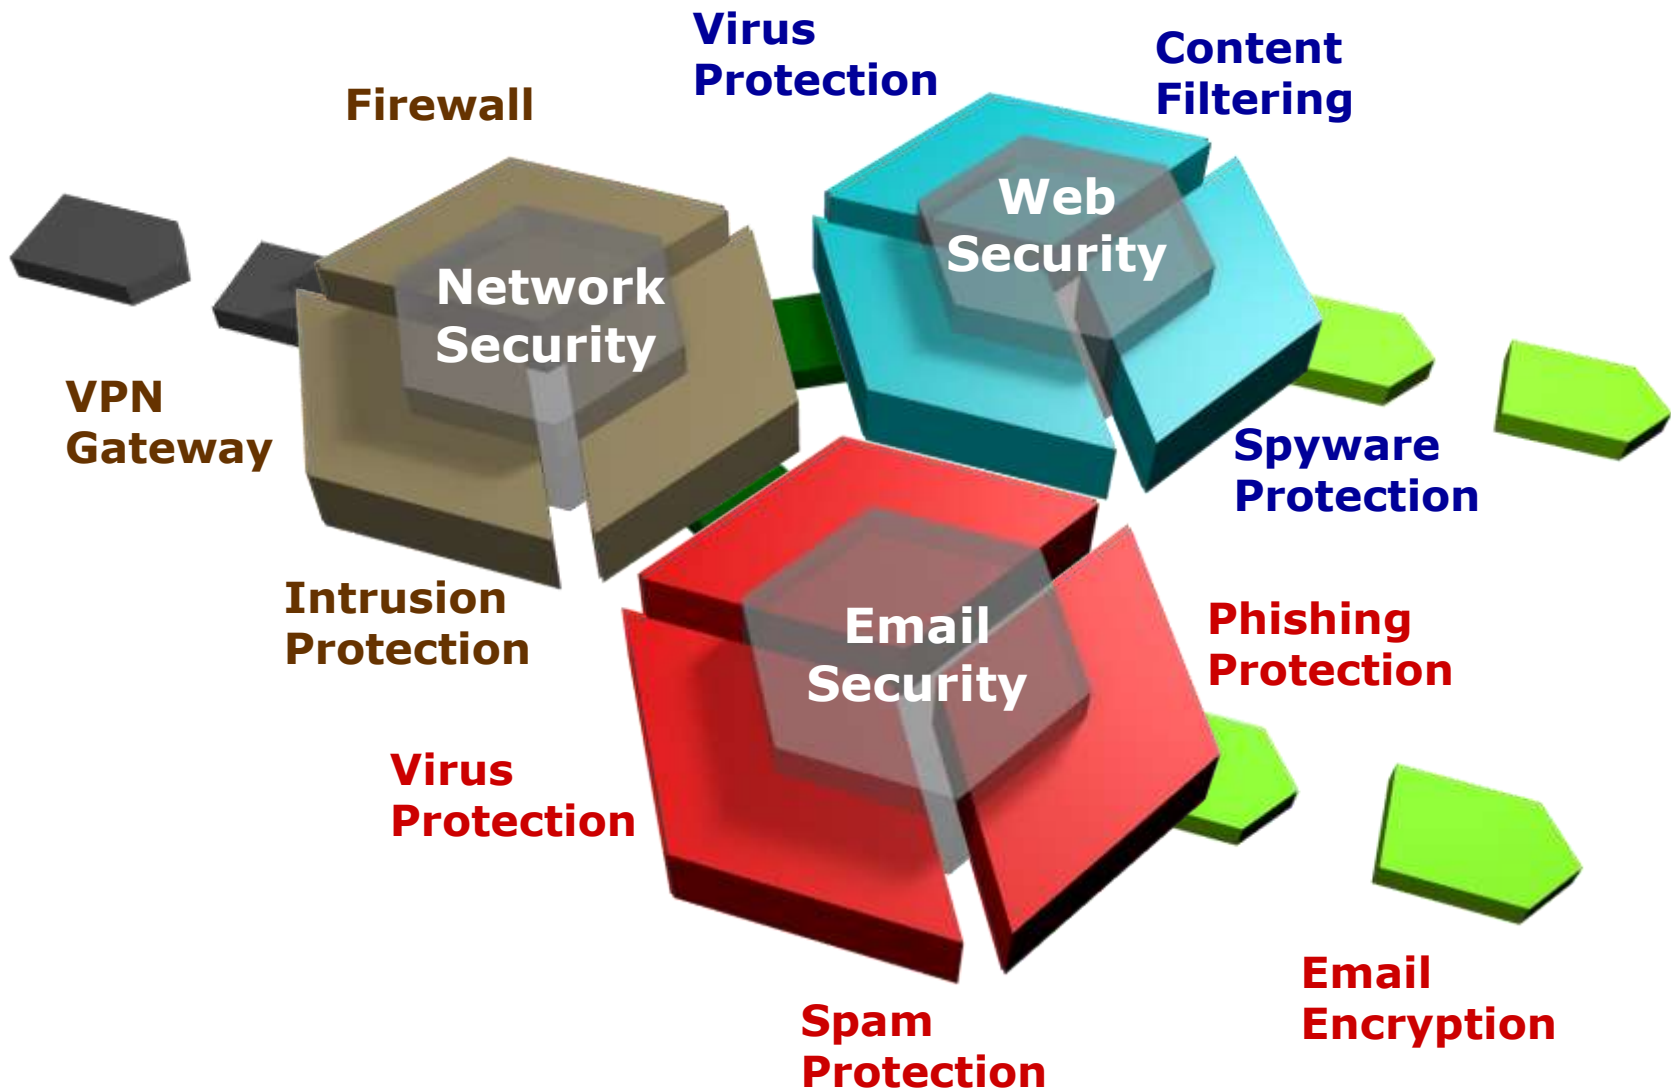 Virus
Protection
Content
Filtering
Firewall
Web
Security
Network
Security
VPN
Gateway
Spyware
Protection
Intrusion
Protection
Email
Security
Phishing
Protection
Virus
Protection
Email
Encryption
Spam
Protection